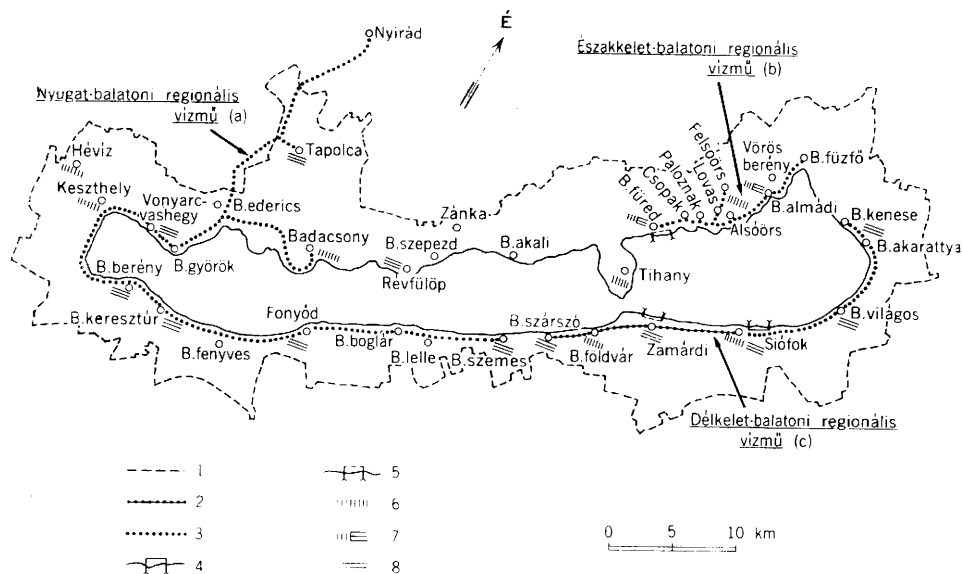 Nyirád
É
Északkelet-balatoni regionális
vízmű (b)
Nyugat-balatoni regionális
vízmű (a)
Tapolca
Hévíz
Keszthely
Vonyarc-
vashegy
B.ederics
B.györök
Badacsony
B.szepezd
Révfülöp
Zánka
B.akali
Tihany
B.füred
Csopak
Paloznak
Lovas
Felsőörs
Alsóörs
Vörös
berény
B.almádi
B.fűzfő
B.kenese
B.akarattya
B.világos
B.berény
B.keresztúr
B.fenyves
Fonyód
B.boglár
B.lelle
B.szemes
B.szárszó
B.földvár
Zamárdi
Siófok
Délkelet-balatoni regionális
vízmű (c)
1
2
3
4
5
6
7
8
0 5 10 km